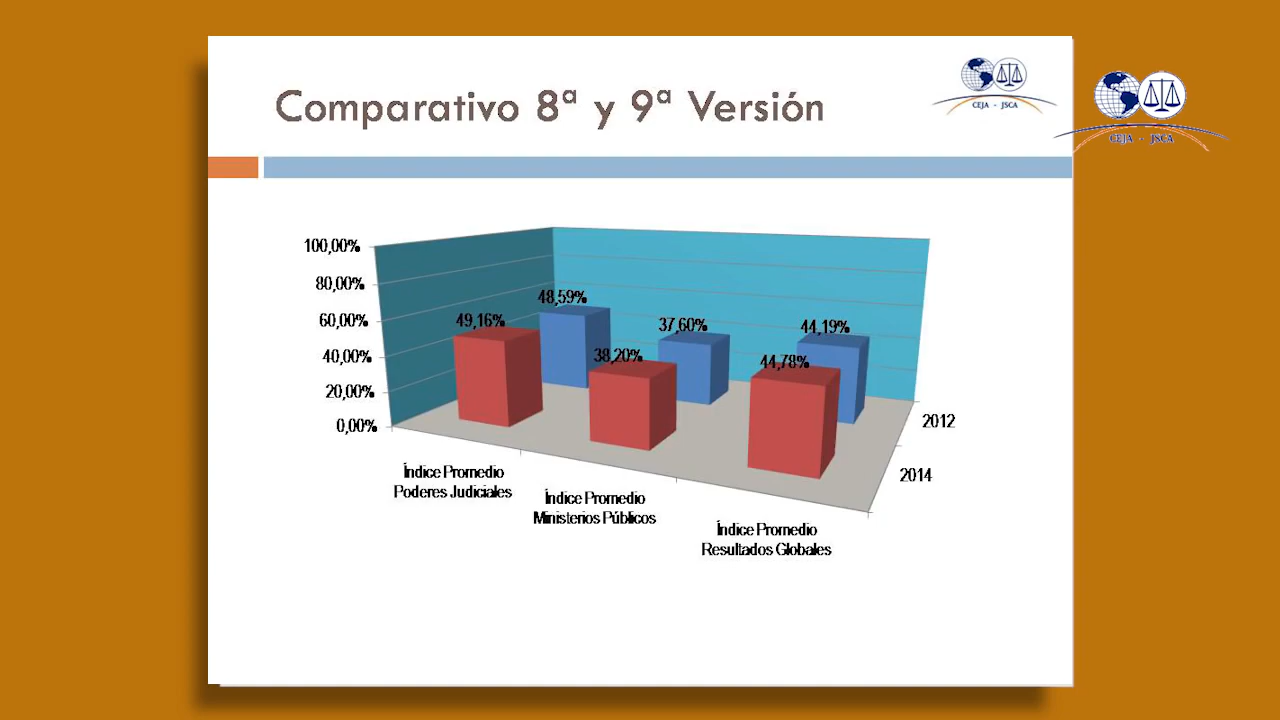 Comparativo 8ª y 9ª Versión
CEJA - JSCA
CEJA - JSCA
100,00%
80,00%
60,00%
40,00%
20,00%
0,00%
48,59%
49,16%
37,60%
38,20%
44,19%
44,78%
2012
2014
Índice Promedio
Poderes Judiciales
Índice Promedio
Ministerios Públicos
Índice Promedio
Resultados Globales